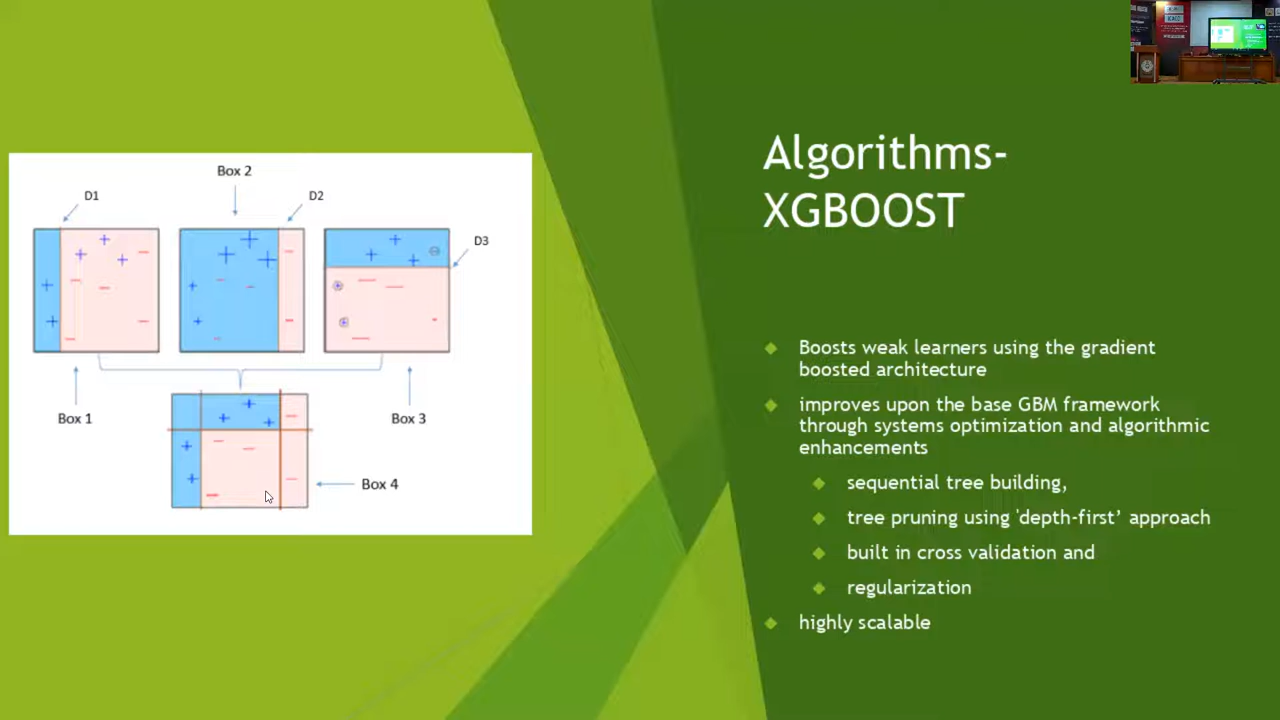 Algorithms-
XGBOOST
Box 2
D1
D2
D3
Box 1
Box 3
Box 4
Boosts weak learners using the gradient
boosted architecture
improves upon the base GBM framework
through systems optimization and algorithmic
enhancements
sequential tree building,
tree pruning using 'depth-first’ approach
built in cross validation and
regularization
highly scalable